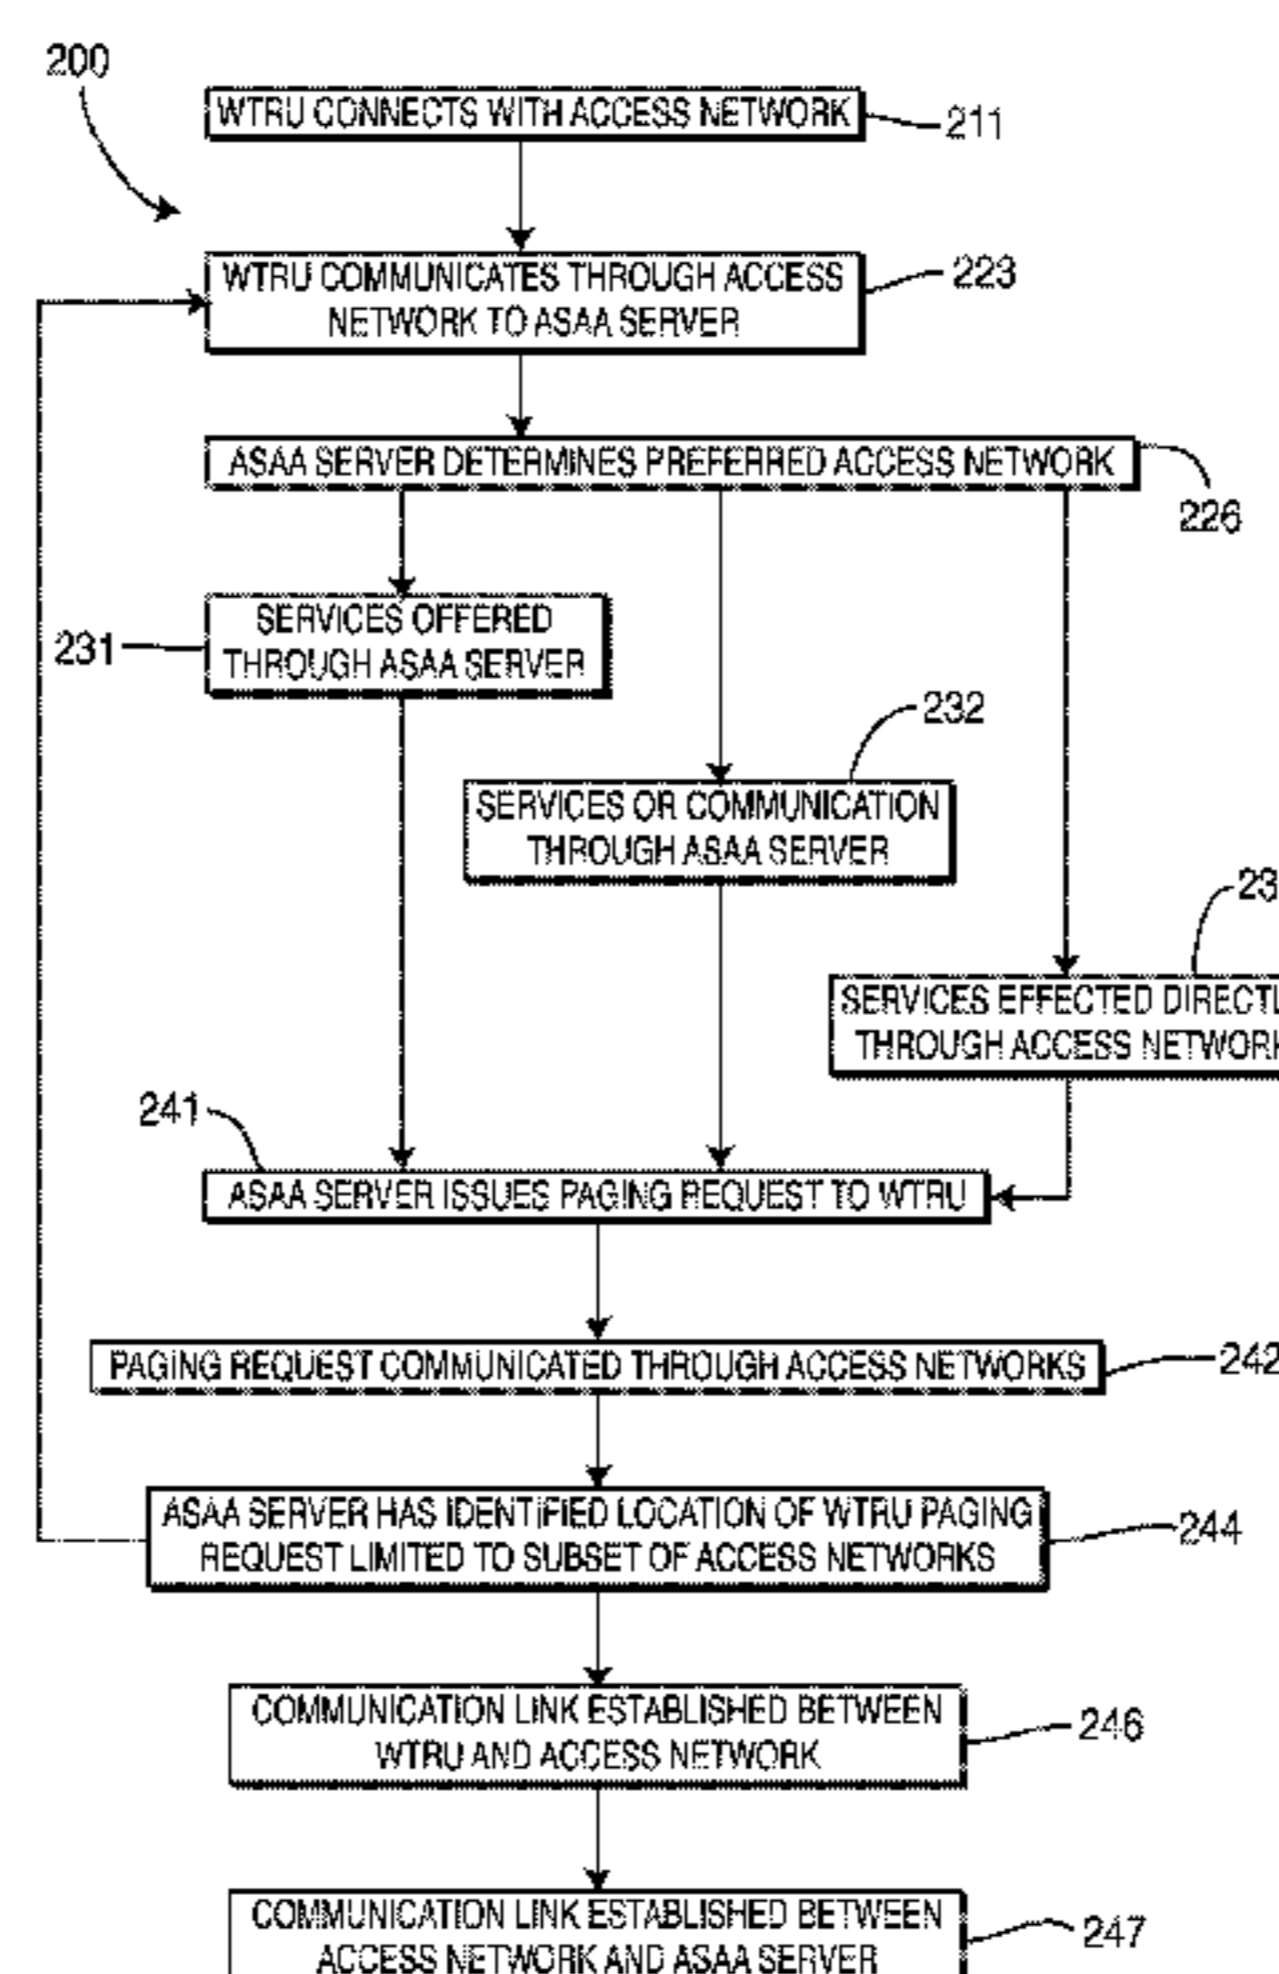 200
WTRU CONNECTS WITH ACCESS NETWORK
211
WTRU COMMUNICATES THROUGH ACCESS
NETWORK TO ASAA SERVER
223
ASAA SERVER DETERMINES PREFERRED ACCESS NETWORK
226
SERVICES OFFERED
THROUGH ASAA SERVER
231
232
SERVICES OR COMMUNICATION
THROUGH ASAA SERVER
SERVICES EFFECTED
THROUGH ACCESS
241
ASAA SERVER ISSUES PAGING REQUEST TO WTRU
PAGING REQUEST COMMUNICATED THROUGH ACCESS NETWORKS
242
ASAA SERVER HAS IDENTIFIED LOCATION OF WTRU PAGING
REQUEST LIMITED TO SUBSET OF ACCESS NETWORKS
244
COMMUNICATION LINK ESTABLISHED BETWEEN
WTRU AND ACCESS NETWORK
246
COMMUNICATION LINK ESTABLISHED BETWEEN
ACCESS NETWORK AND ASAA SERVER
247